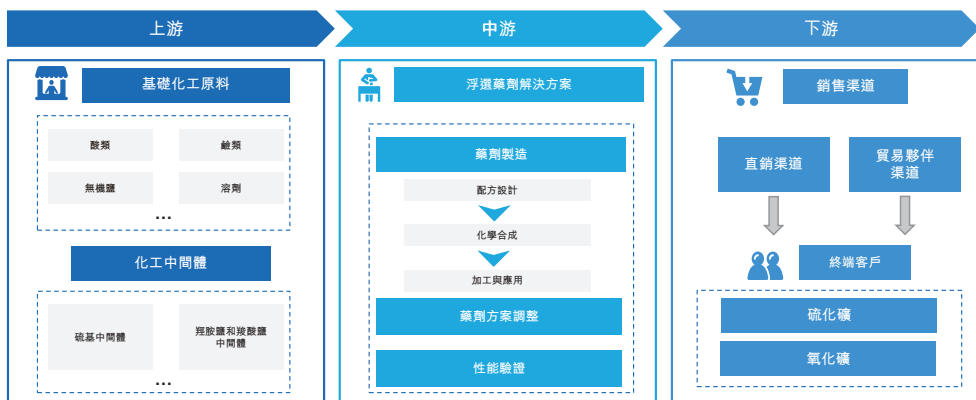 上游
中游
下游
基礎化工原料
酸類
鹼類
無機鹽
溶劑
...
化工中間體
硫基中間體
羥胺鹽和羧酸鹽
中間體
...
浮選藥劑解決方案
藥劑製造
配方設計
化學合成
加工與應用
藥劑方案調整
性能驗證
銷售渠道
直銷渠道
貿易夥伴
渠道
終端客戶
硫化礦
氧化礦